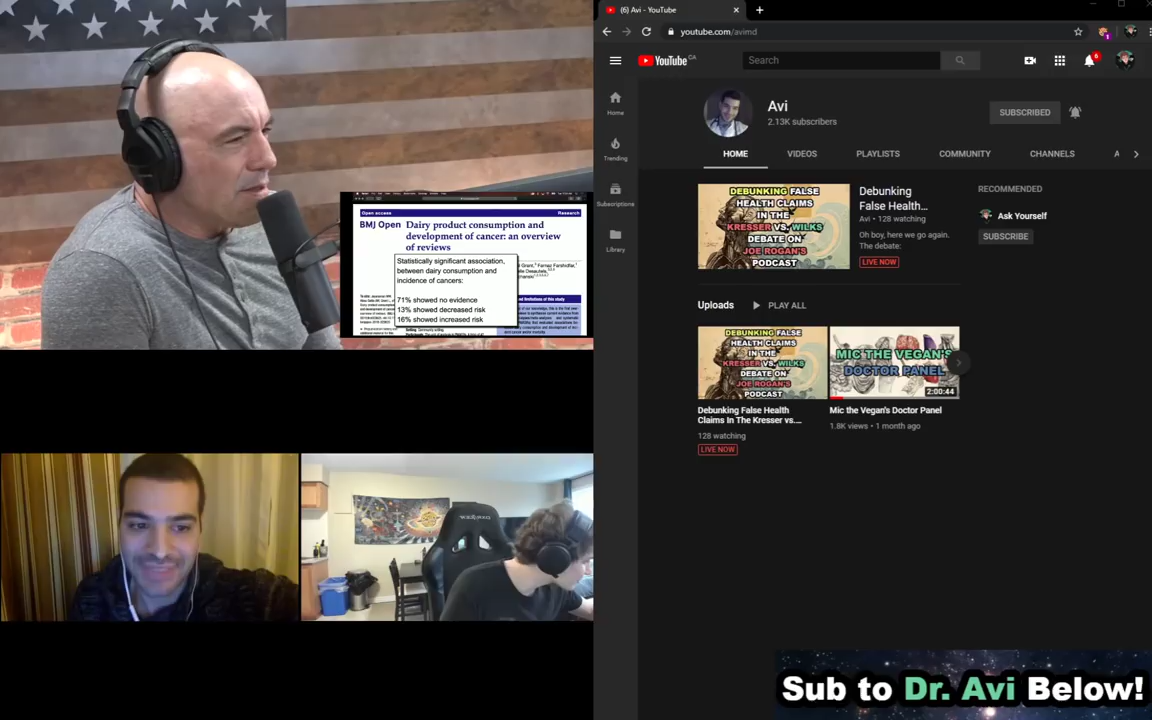 (6) Avi - YouTube
youtube.com/avimd
YouTube CA
Search
6
Home
Trending
Subscriptions
Library
Avi
2.13K subscribers
SUBSCRIBED
HOME
VIDEOS
PLAYLISTS
COMMUNITY
CHANNELS
A
DEBUNKING FALSE
HEALTH CLAIMS
IN THE
KRESSER VS. WILKS
DEBATE ON
JOE ROGAN'S
PODCAST
Debunking
False Health...
Avi • 128 watching
Oh boy, here we go again.
The debate:
LIVE NOW
RECOMMENDED
Ask Yourself
SUBSCRIBE
Uploads
PLAY ALL
DEBUNKING FALSE
HEALTH CLAIMS
IN THE
KRESSER VS. WILKS
DEBATE ON
JOE ROGAN'S
PODCAST
Debunking False Health
Claims In The Kresser vs....
128 watching
LIVE NOW
MIC THE VEGAN'S
DOCTOR PANEL
2:00:44
Mic the Vegan's Doctor Panel
1.8K views • 1 month ago
Open access
Research
BMJ Open Dairy product consumption and
development of cancer: an overview
of reviews
Statistically significant association,
between dairy consumption and
incidence of cancers:
71% showed no evidence
13% showed decreased risk
16% showed increased risk
Sub to Dr. Avi Below!